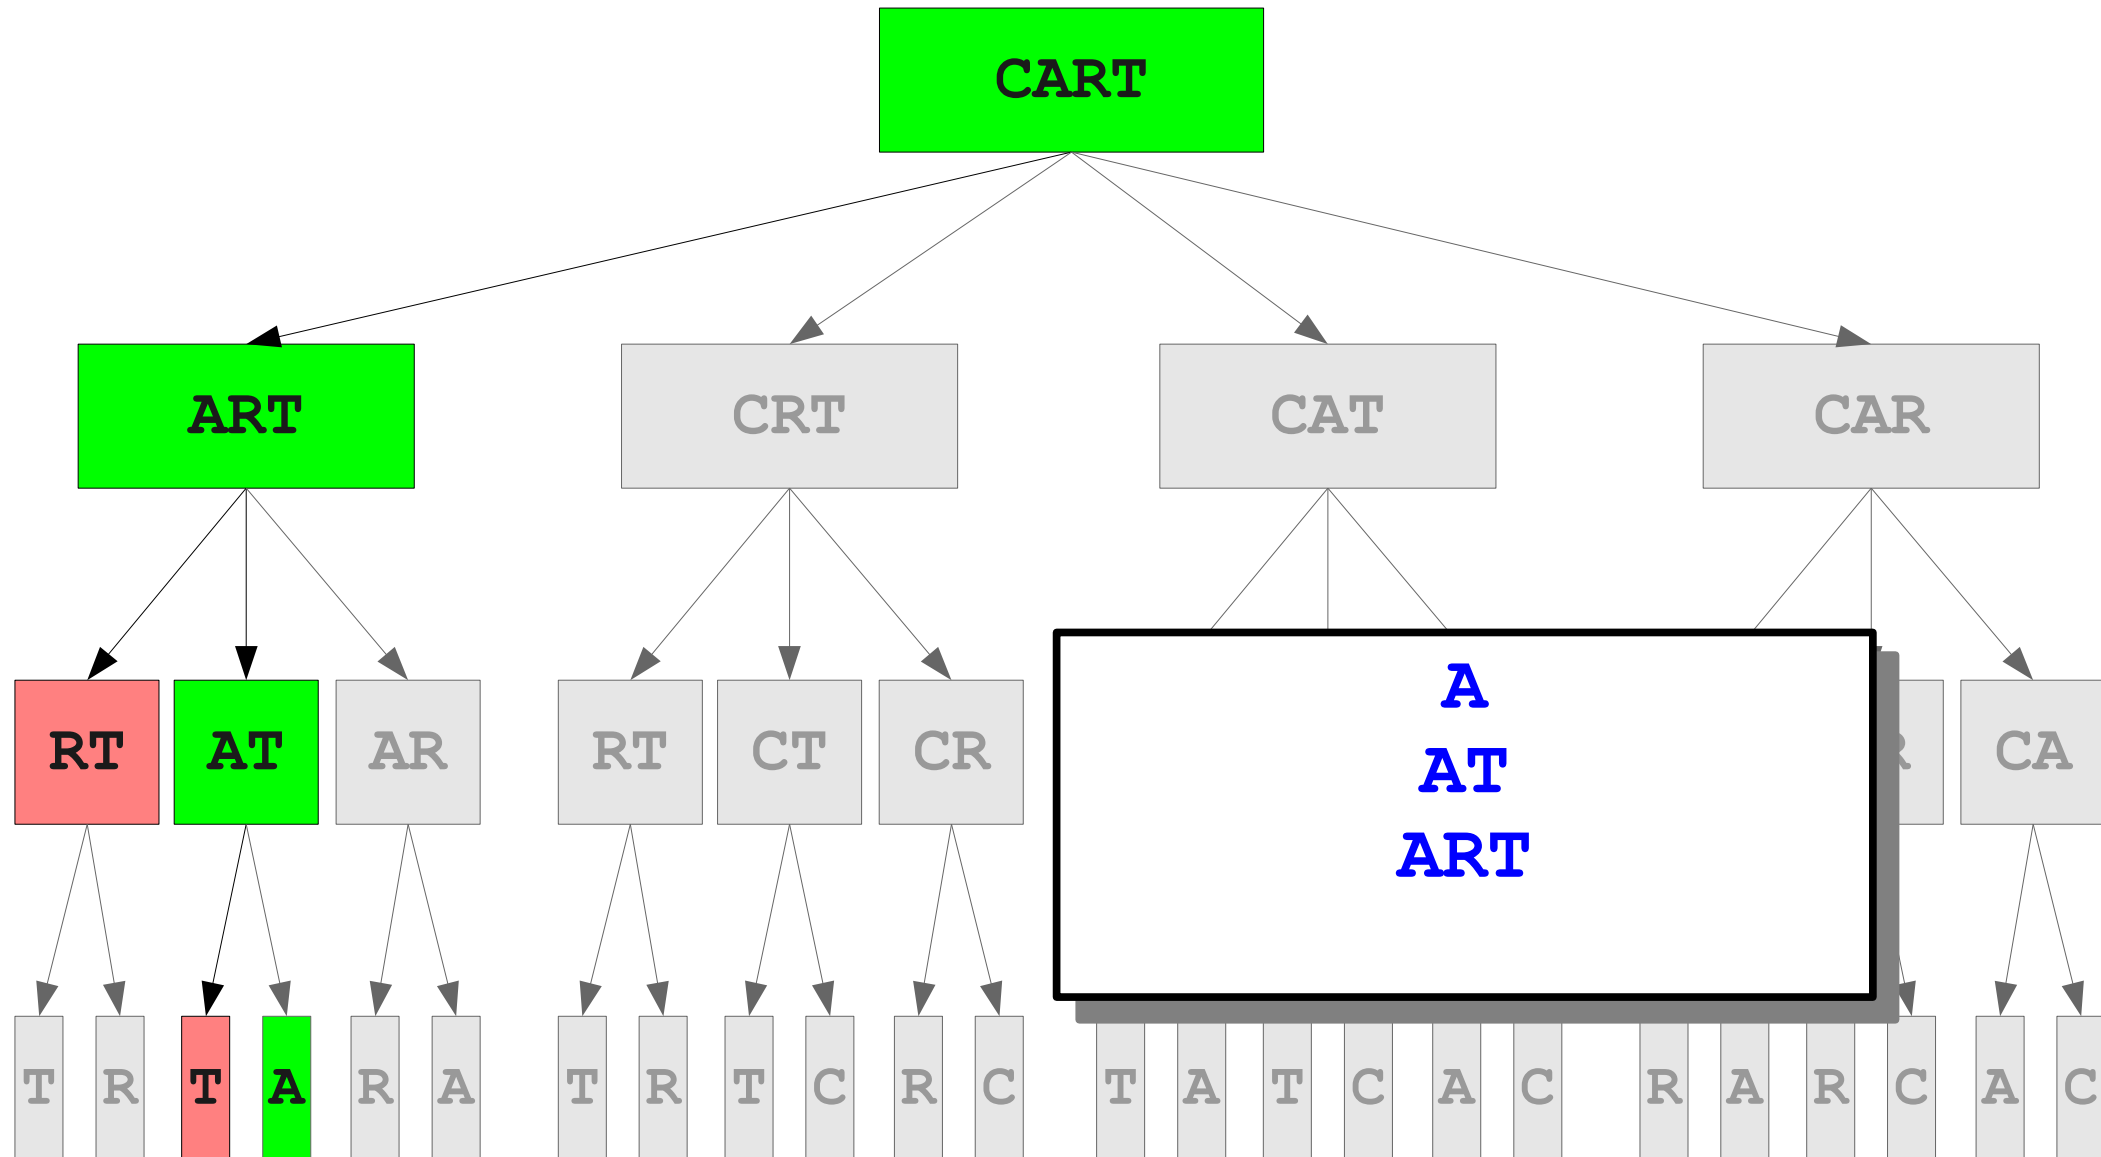 CART
ART CRT CAT CAR
RT AT AR RT CT CR CA
A
AT
ART
T R T A R A T R T C R C T A T C A C R A R C A C